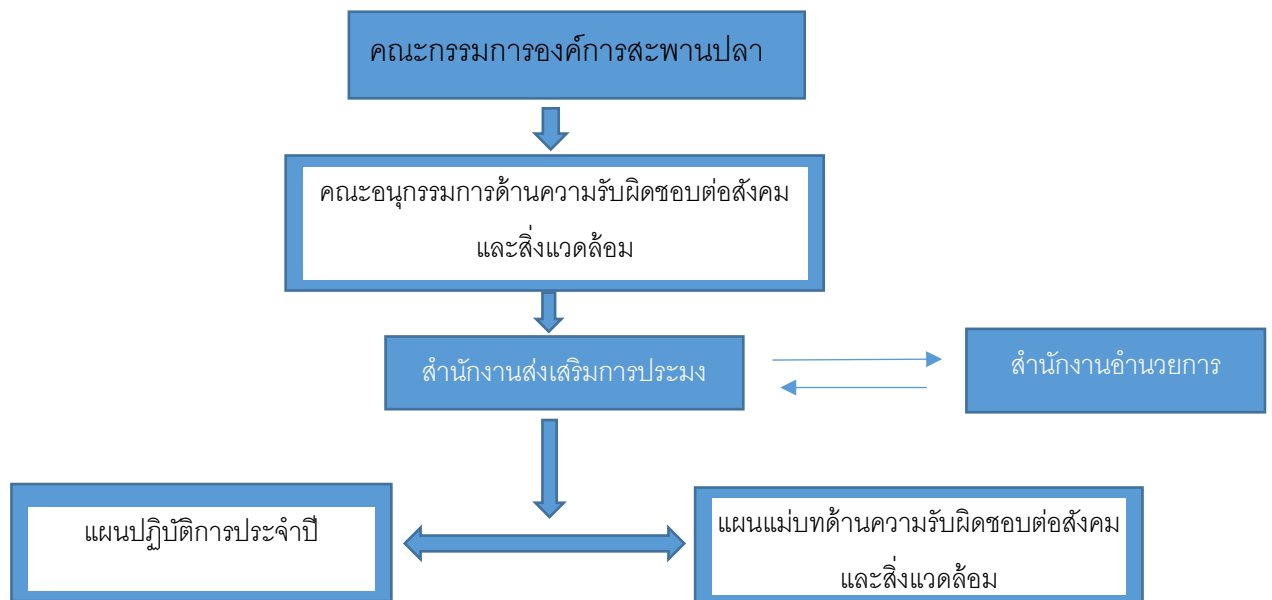 คณะกรรมการองค์การสะพานปลา
คณะอนุกรรมการด้านความรับผิดชอบต่อสังคม
และสิ่งแวดล้อม
สำนักงานส่งเสริมการประมง
สำนักงานอำนวยการ
แผนปฏิบัติการประจำปี
แผนแม่บทด้านความรับผิดชอบต่อสังคม
และสิ่งแวดล้อม